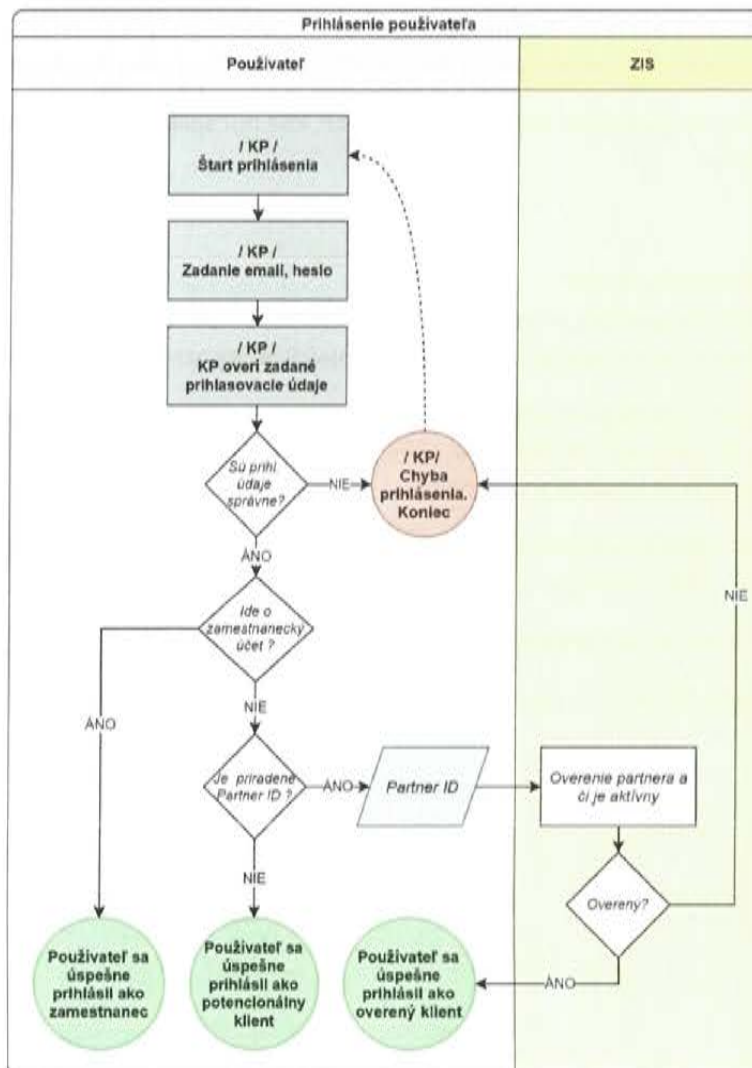 Prihlásenie používateľa
Používateľ
ZIS
/ KP /
Štart prihlásenia
/ KP /
Zadanie email, heslo
/ KP /
KP overí zadané
prihlasovacie údaje
Sú prihl
údaje
správne?
NIE
/ KP/
Chyba
prihlásenia.
Koniec
ÁNO
NIE
Ide o
zamestnanecký
účet ?
ÁNO
NIE
Je priradené
Partner ID ?
ÁNO
Partner ID
Overenie partnera a
či je aktívny
NIE
Overený?
Používateľ sa
úspešne
prihlásil ako
zamestnanec
Používateľ sa
úspešne
prihlásil ako
potencionálny
klient
Používateľ sa
úspešne
prihlásil ako
overený klient
ÁNO